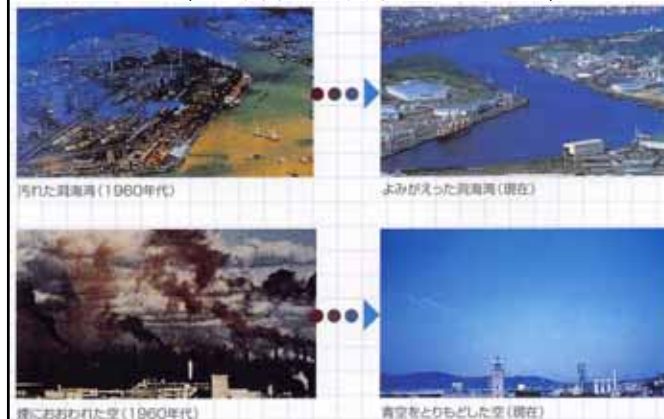 汚れた洞海湾(1960年代)
よみがえった洞海湾(現在)
煙におおわれた空(1960年代)
青空をとりもどした空(現在)